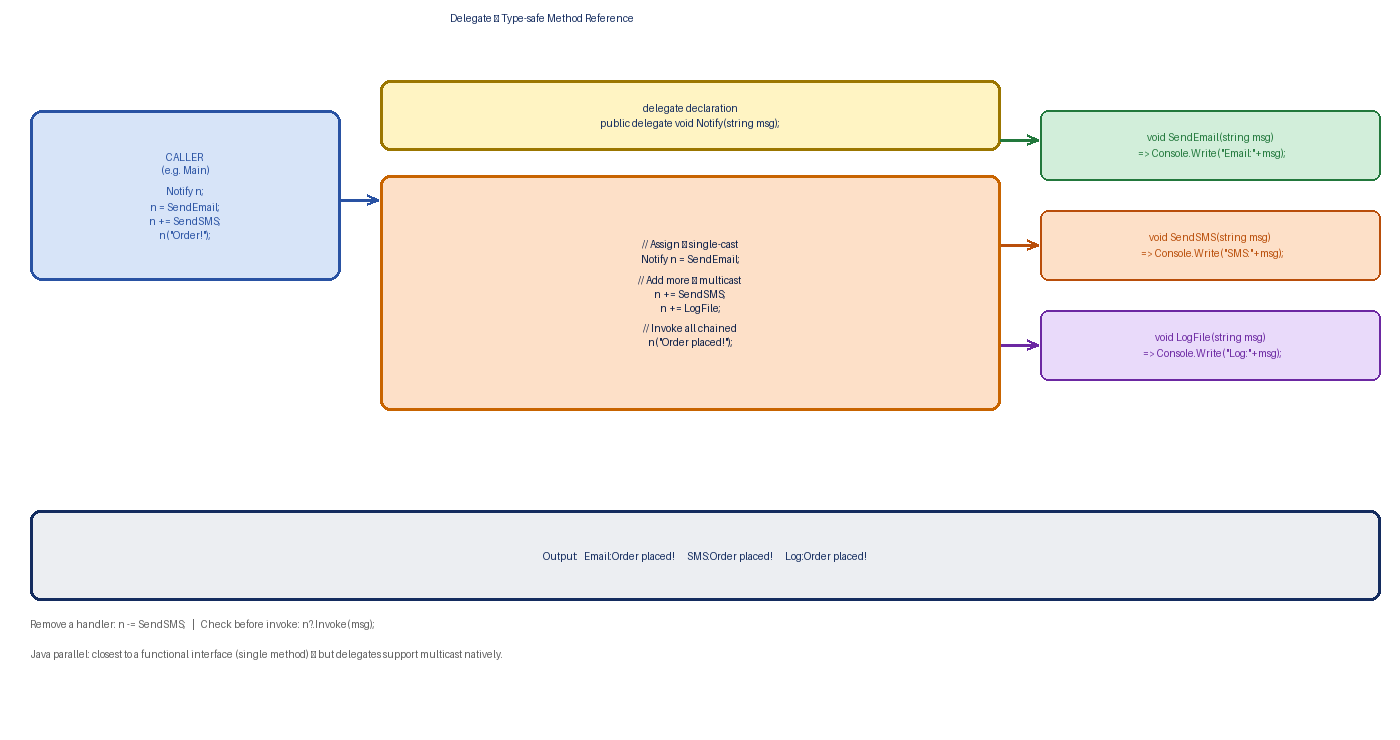 Delegate ▯ Type-safe Method Reference
delegate declaration
public delegate void Notify(string msg);
CALLER
(e.g. Main)
Notify n;
n = SendEmail;
n += SendSMS;
n("Order!");
// Assign ▯ single-cast
Notify n = SendEmail;
// Add more ▯ multicast
n += SendSMS;
n += LogFile;
// Invoke all chained
n("Order placed!");
void SendEmail(string msg)
=> Console.Write("Email:"+msg);
void SendSMS(string msg)
=> Console.Write("SMS:"+msg);
void LogFile(string msg)
=> Console.Write("Log:"+msg);
Output: Email:Order placed! SMS:Order placed! Log:Order placed!
Remove a handler: n -= SendSMS; | Check before invoke: n?.Invoke(msg);
Java parallel: closest to a functional interface (single method) ▯ but delegates support multicast natively.